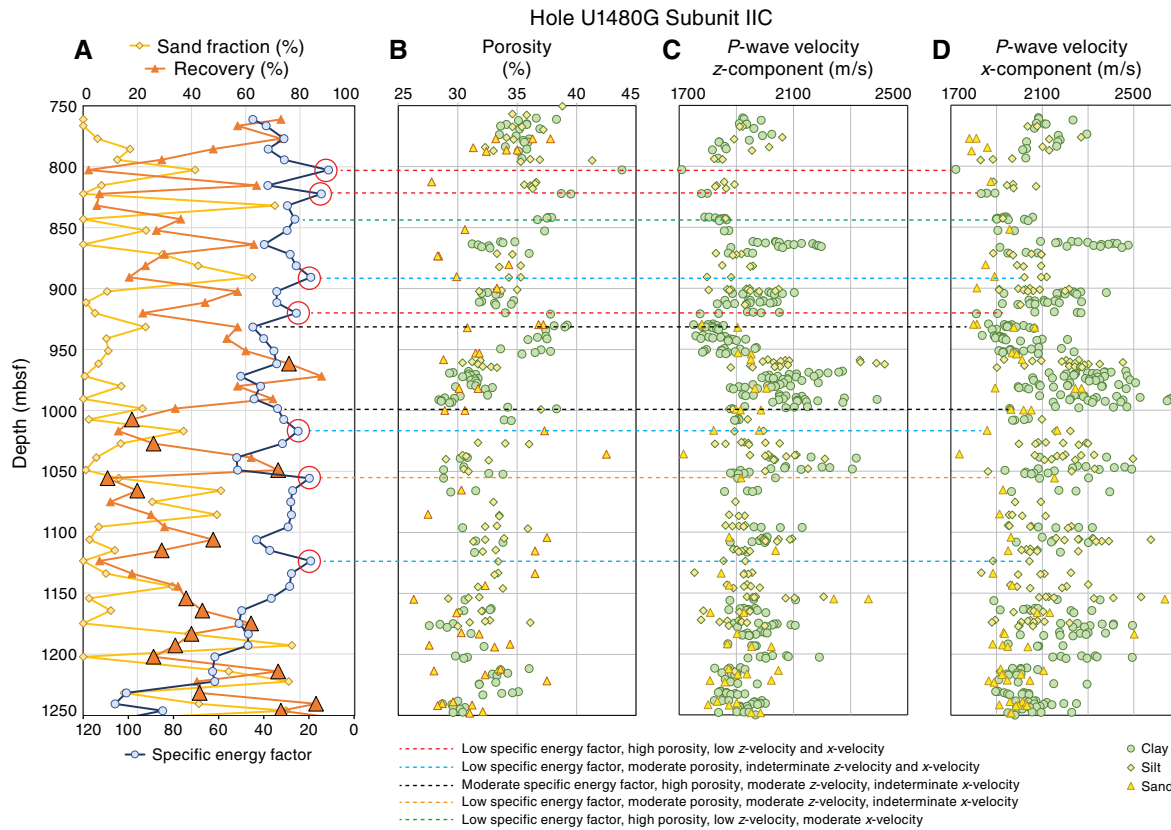 Hole U1480G Subunit IIC
A
Sand fraction (%)
Recovery (%)
B
Porosity
(%)
C
P-wave velocity
z-component (m/s)
D
P-wave velocity
x-component (m/s)
0 20 40 60 80 100
25 30 35 40 45
1700 2100 2500
1700 2100 2500
Depth (mbsf)
750
800
850
900
950
1000
1050
1100
1150
1200
1250
120 100 80 60 40 20 0
Specific energy factor
Low specific energy factor, high porosity, low z-velocity and x-velocity
Low specific energy factor, moderate porosity, indeterminate z-velocity and x-velocity
Moderate specific energy factor, high porosity, moderate z-velocity, indeterminate x-velocity
Low specific energy factor, moderate porosity, moderate z-velocity, indeterminate x-velocity
Low specific energy factor, high porosity, low z-velocity, moderate x-velocity
Clay
Silt
Sand